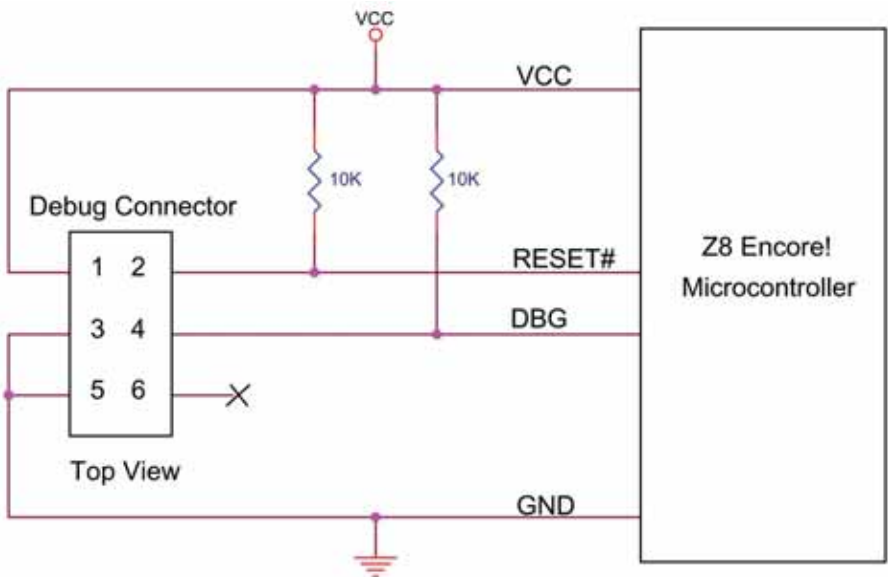 VCC
VCC
10K
10K
Debug Connector
1 2
RESET#
Z8 Encore!
Microcontroller
3 4
DBG
5 6
Top View
GND